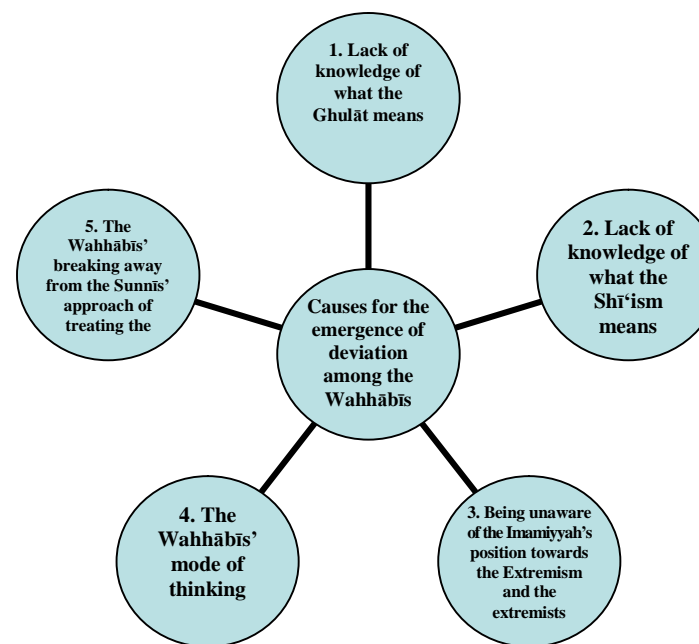 1. Lack of
knowledge of
what the
Ghulāt means
2. Lack of
knowledge of
what the
Shī‘ism
means
3. Being unaware
of the Imamiyyah’s
position towards
the Extremism
and the
extremists
4. The
Wahhābīs’
mode of
thinking
5. The
Wahhābīs’
breaking away
from the Sunnīs’
approach of
treating the
Causes for the
emergence of
deviation
among the
Wahhābīs